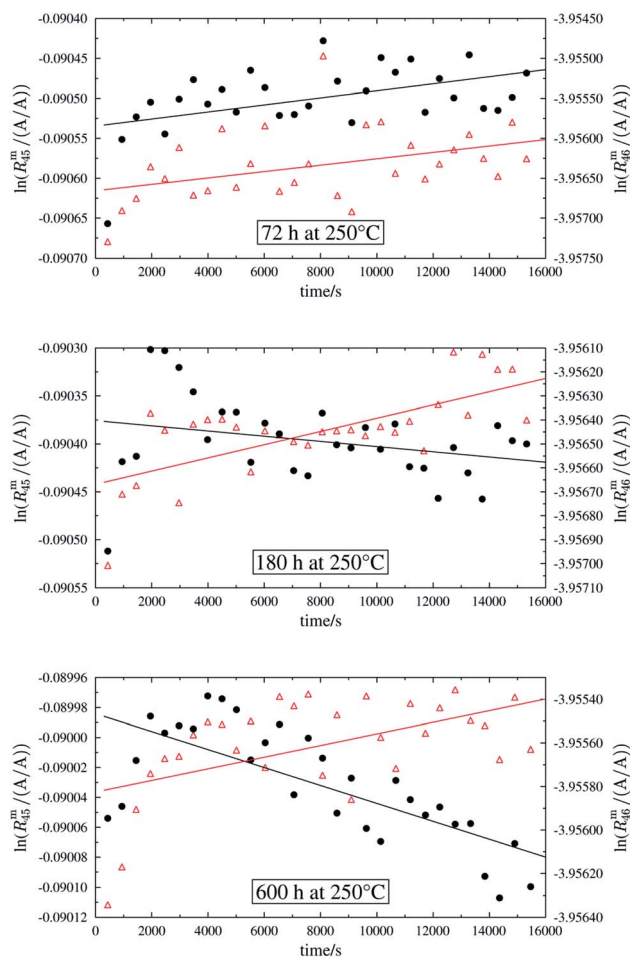 -0.09040 -3.95450
-0.09045 -3.95500
-0.09050 -3.95550
-0.09055 -3.95600
-0.09060 -3.95650
-0.09065 -3.95700
-0.09070 -3.95750
ln(R₄₅ᵐ/(A/A))
ln(R₄₆ᵐ/(A/A))
72 h at 250°C
0 2000 4000 6000 8000 10000 12000 14000 16000
time/s
-0.09030
-0.09035
-0.09040
-0.09045
-0.09050
-0.09055
ln(R₄₅ᵐ/(A/A))
-3.95610
-3.95620
-3.95630
-3.95640
-3.95650
-3.95660
-3.95670
-3.95680
-3.95690
-3.95700
-3.95710
ln(R₄₆ᵐ/(A/A))
180 h at 250°C
0 2000 4000 6000 8000 10000 12000 14000 16000
time/s
-0.08996
-0.08998
-0.09000
-0.09002
-0.09004
-0.09006
-0.09008
-0.09010
-0.09012
ln(R₄₅ᵐ/(A/A))
-3.95540
-3.95560
-3.95580
-3.95600
-3.95620
-3.95640
ln(R₄₆ᵐ/(A/A))
600 h at 250°C
0 2000 4000 6000 8000 10000 12000 14000 16000
time/s